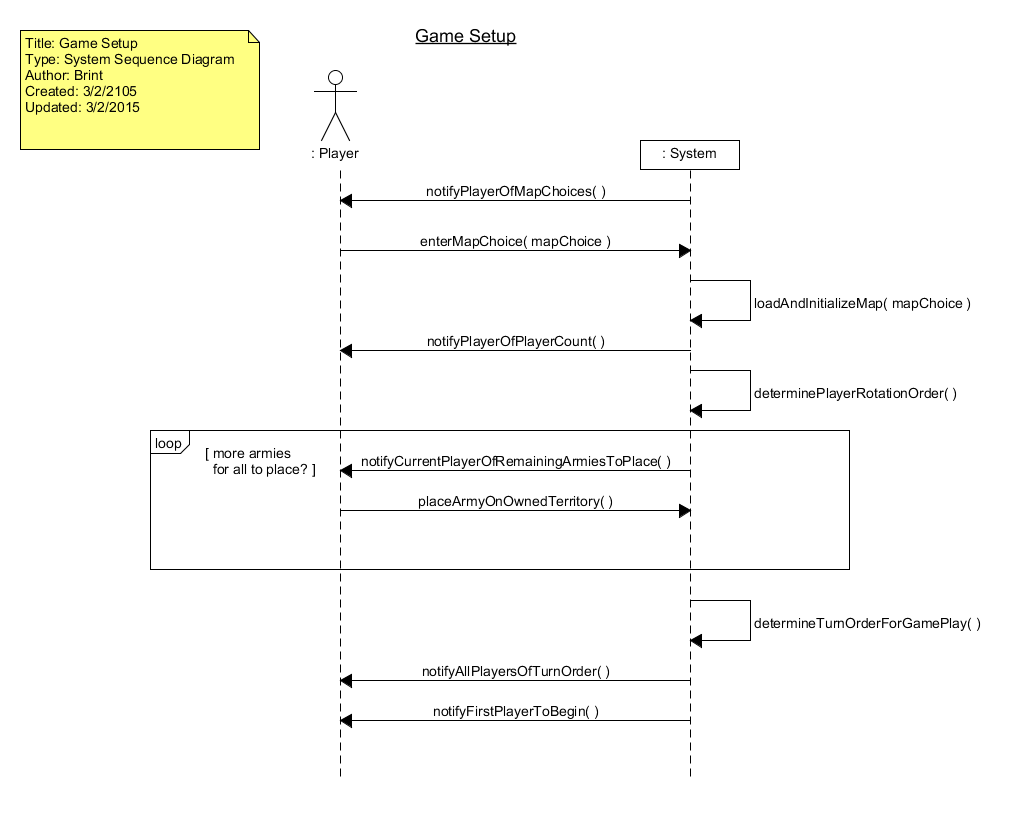 Game Setup
Title: Game Setup
Type: System Sequence Diagram
Author: Brint
Created: 3/2/2105
Updated: 3/2/2015
: Player
: System
notifyPlayerOfMapChoices( )
enterMapChoice( mapChoice )
loadAndInitializeMap( mapChoice )
notifyPlayerOfPlayerCount( )
determinePlayerRotationOrder( )
loop
[ more armies
for all to place? ]
notifyCurrentPlayerOfRemainingArmiesToPlace( )
placeArmyOnOwnedTerritory( )
determineTurnOrderForGamePlay( )
notifyAllPlayersOfTurnOrder( )
notifyFirstPlayerToBegin( )